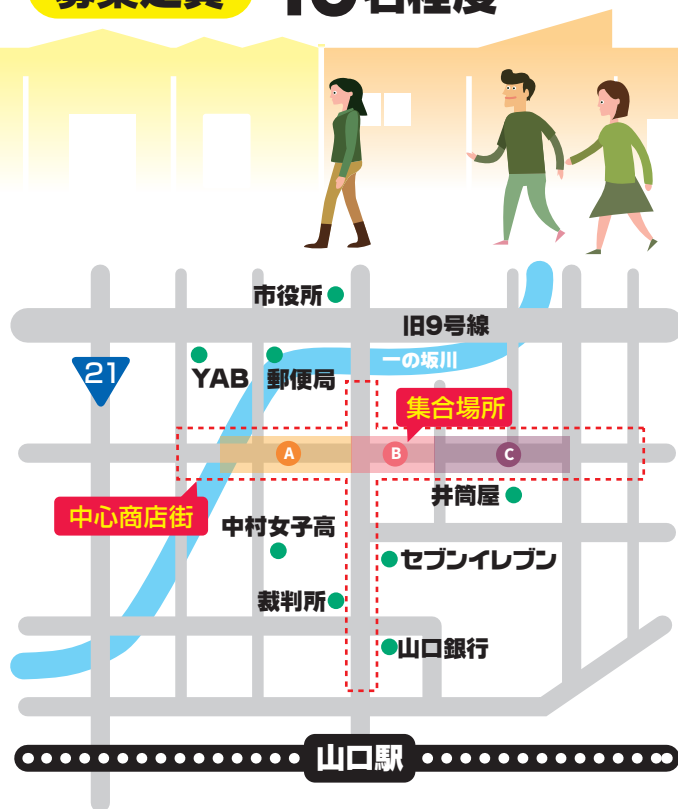 市役所
旧9号線
一の坂川
21
YAB
郵便局
集合場所
A
B
C
井筒屋
中心商店街
中村女子高
セブンイレブン
裁判所
山口銀行
山口駅